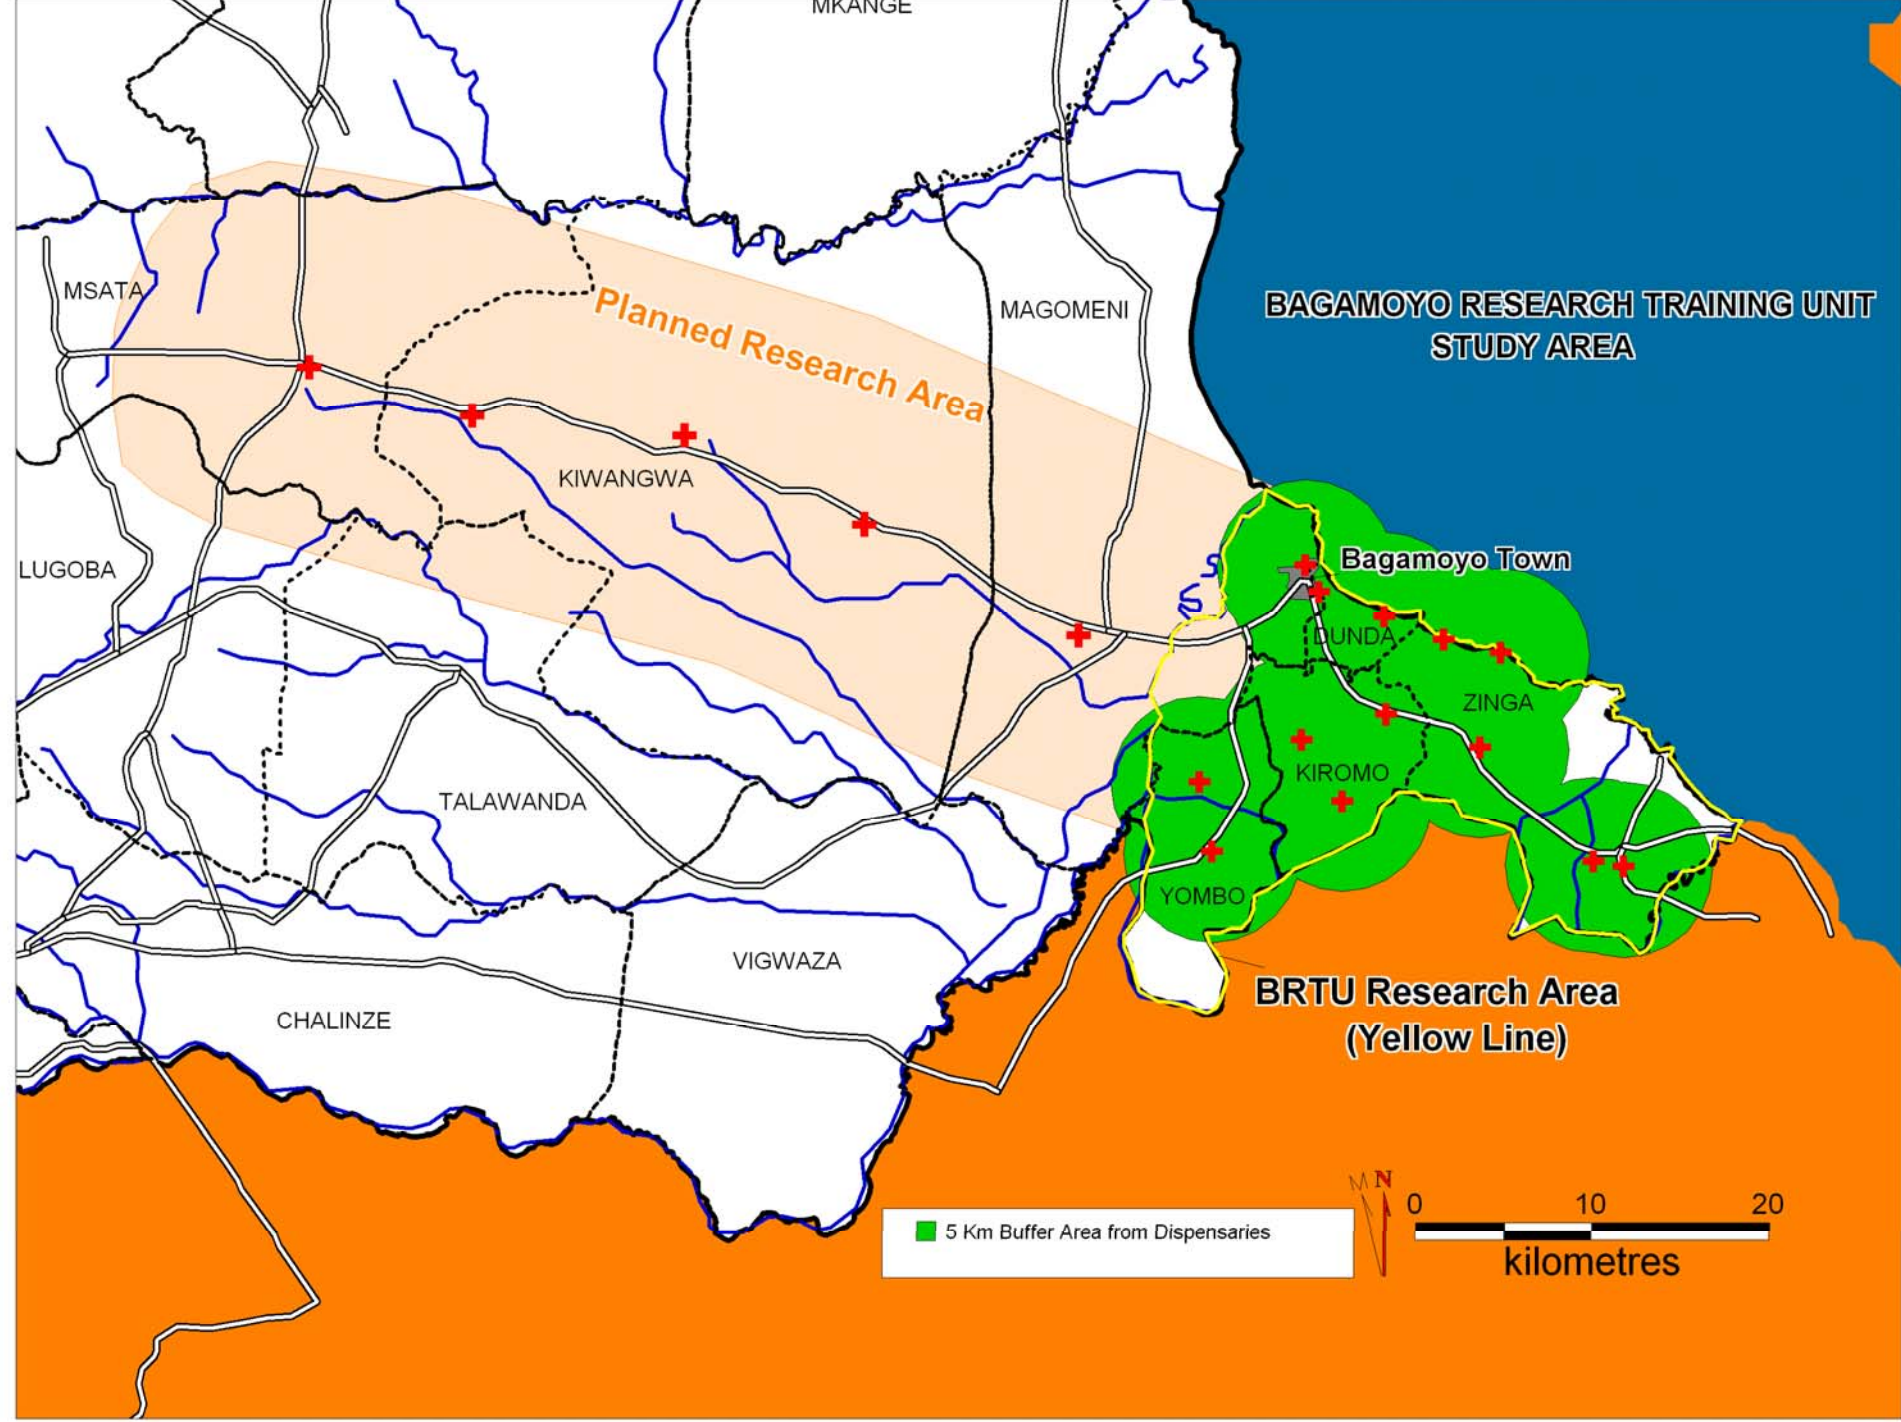 MKANGE
MSATA
Planned Research Area
MAGOMENI
BAGAMOYO RESEARCH TRAINING UNIT
STUDY AREA
KIWANGWA
LUGOBA
Bagamoyo Town
DUNDA
ZINGA
KIROMO
TALAWANDA
YOMBO
VIGWAZA
BRTU Research Area
(Yellow Line)
CHALINZE
M N
0 10 20
kilometres
5 Km Buffer Area from Dispensaries